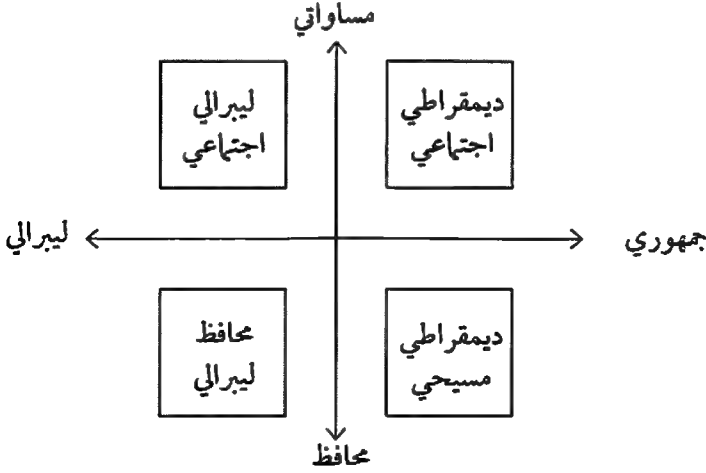 مساواتي
ديمقراطي
اجتماعي
ليبرالي
اجتماعي
جمهوري
ليبرالي
ديمقراطي
مسيحي
محافظ
ليبرالي
محافظ